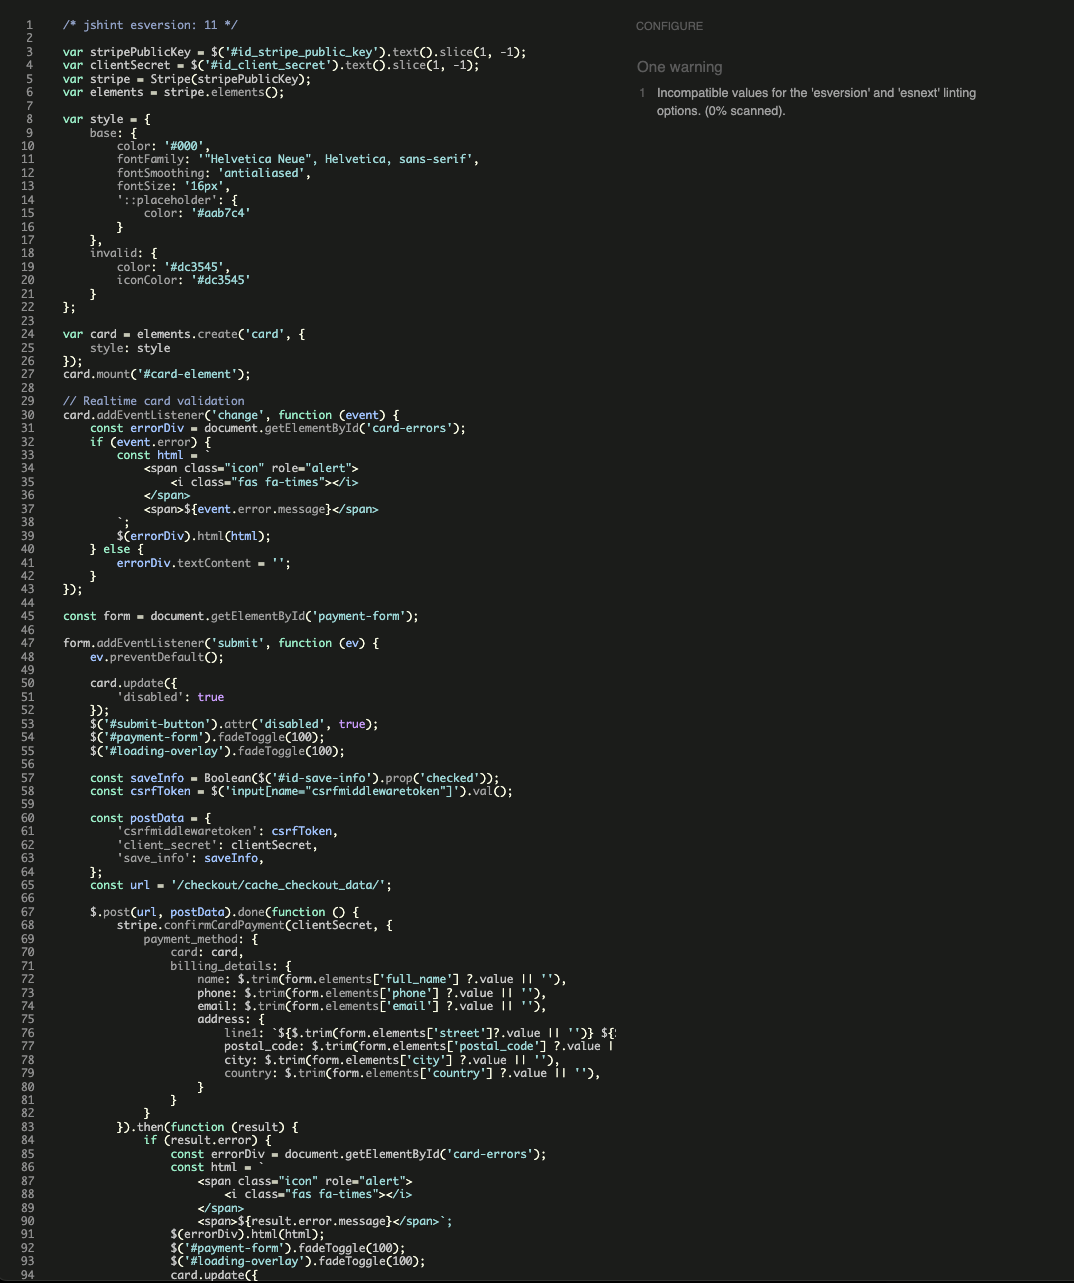 1 /* jshint esversion: 11 */
2
3 var stripePublicKey = $('#id_stripe_public_key').text().slice(1, -1);
4 var clientSecret = $('#id_client_secret').text().slice(1, -1);
5 var stripe = Stripe(stripePublicKey);
6 var elements = stripe.elements();
7
8 var style = {
9 base: {
10 color: '#000',
11 fontFamily: '"Helvetica Neue", Helvetica, sans-serif',
12 fontSmoothing: 'antialiased',
13 fontSize: '16px',
14 '::placeholder': {
15 color: '#aab7c4'
16 }
17 },
18 invalid: {
19 color: '#dc3545',
20 iconColor: '#dc3545'
21 }
22 };
23
24 var card = elements.create('card', {
25 style: style
26 });
27 card.mount('#card-element');
28
29 // Realtime card validation
30 card.addEventListener('change', function (event) {
31 const errorDiv = document.getElementById('card-errors');
32 if (event.error) {
33 const html = `
34 <span class="icon" role="alert">
35 <i class="fas fa-times"></i>
36 </span>
37 <span>${event.error.message}</span>
38 `;
39 $(errorDiv).html(html);
40 } else {
41 errorDiv.textContent = '';
42 }
43 });
44
45 const form = document.getElementById('payment-form');
46
47 form.addEventListener('submit', function (ev) {
48 ev.preventDefault();
49
50 card.update({
51 'disabled': true
52 });
53 $('#submit-button').attr('disabled', true);
54 $('#payment-form').fadeToggle(100);
55 $('#loading-overlay').fadeToggle(100);
56
57 const saveInfo = Boolean($('#id-save-info').prop('checked'));
58 const csrfToken = $('input[name="csrfmiddlewaretoken"]').val();
59
60 const postData = {
61 'csrfmiddlewaretoken': csrfToken,
62 'client_secret': clientSecret,
63 'save_info': saveInfo,
64 };
65 const url = '/checkout/cache_checkout_data/';
66
67 $.post(url, postData).done(function () {
68 stripe.confirmCardPayment(clientSecret, {
69 payment_method: {
70 card: card,
71 billing_details: {
72 name: $.trim(form.elements['full_name'] ?.value || ''),
73 phone: $.trim(form.elements['phone'] ?.value || ''),
74 email: $.trim(form.elements['email'] ?.value || ''),
75 address: {
76 line1: `${$.trim(form.elements['street']?.value || '')} ${
77 postal_code: $.trim(form.elements['postal_code'] ?.value |
78 city: $.trim(form.elements['city'] ?.value || ''),
79 country: $.trim(form.elements['country'] ?.value || ''),
80 }
81 }
82 }
83 }).then(function (result) {
84 if (result.error) {
85 const errorDiv = document.getElementById('card-errors');
86 const html = `
87 <span class="icon" role="alert">
88 <i class="fas fa-times"></i>
89 </span>
90 <span>${result.error.message}</span>`;
91 $(errorDiv).html(html);
92 $('#payment-form').fadeToggle(100);
93 $('#loading-overlay').fadeToggle(100);
94 card.update({
CONFIGURE
One warning
1 Incompatible values for the 'esversion' and 'esnext' linting
options. (0% scanned).